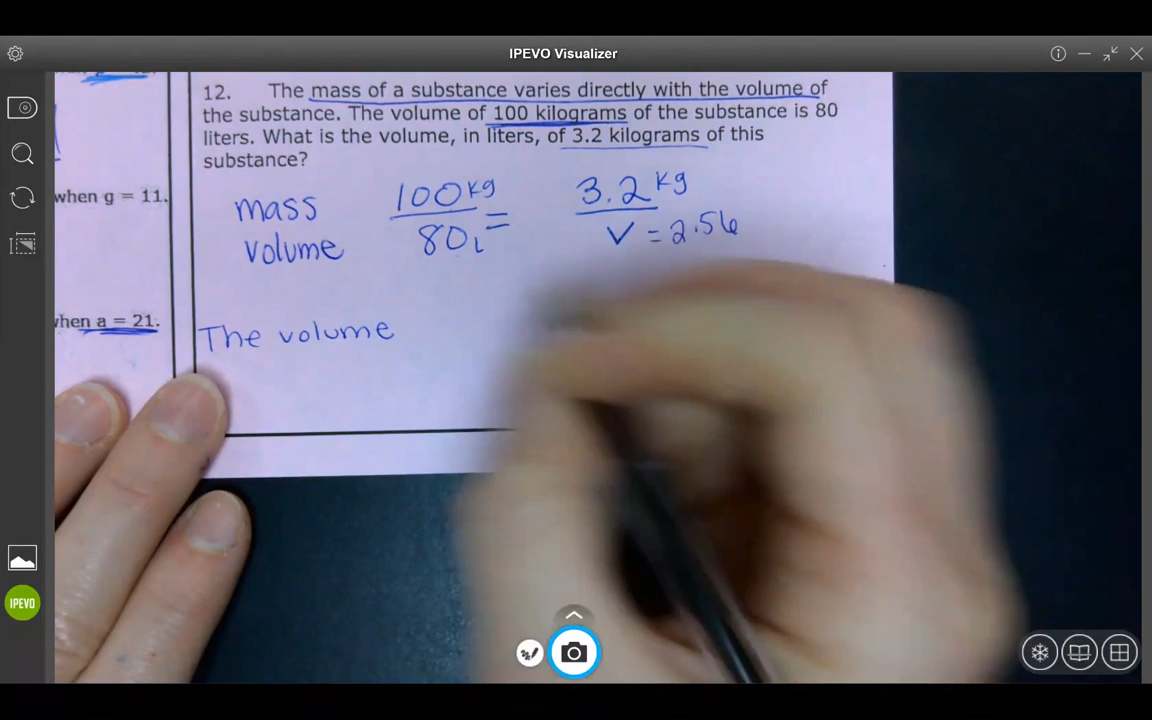 IPEVO Visualizer
12. The mass of a substance varies directly with the volume of
the substance. The volume of 100 kilograms of the substance is 80
liters. What is the volume, in liters, of 3.2 kilograms of this
substance?
when g = 11.
mass 100kg 3.2kg
volume 80L = V = 2.56
when a = 21.
The volume
IPEVO